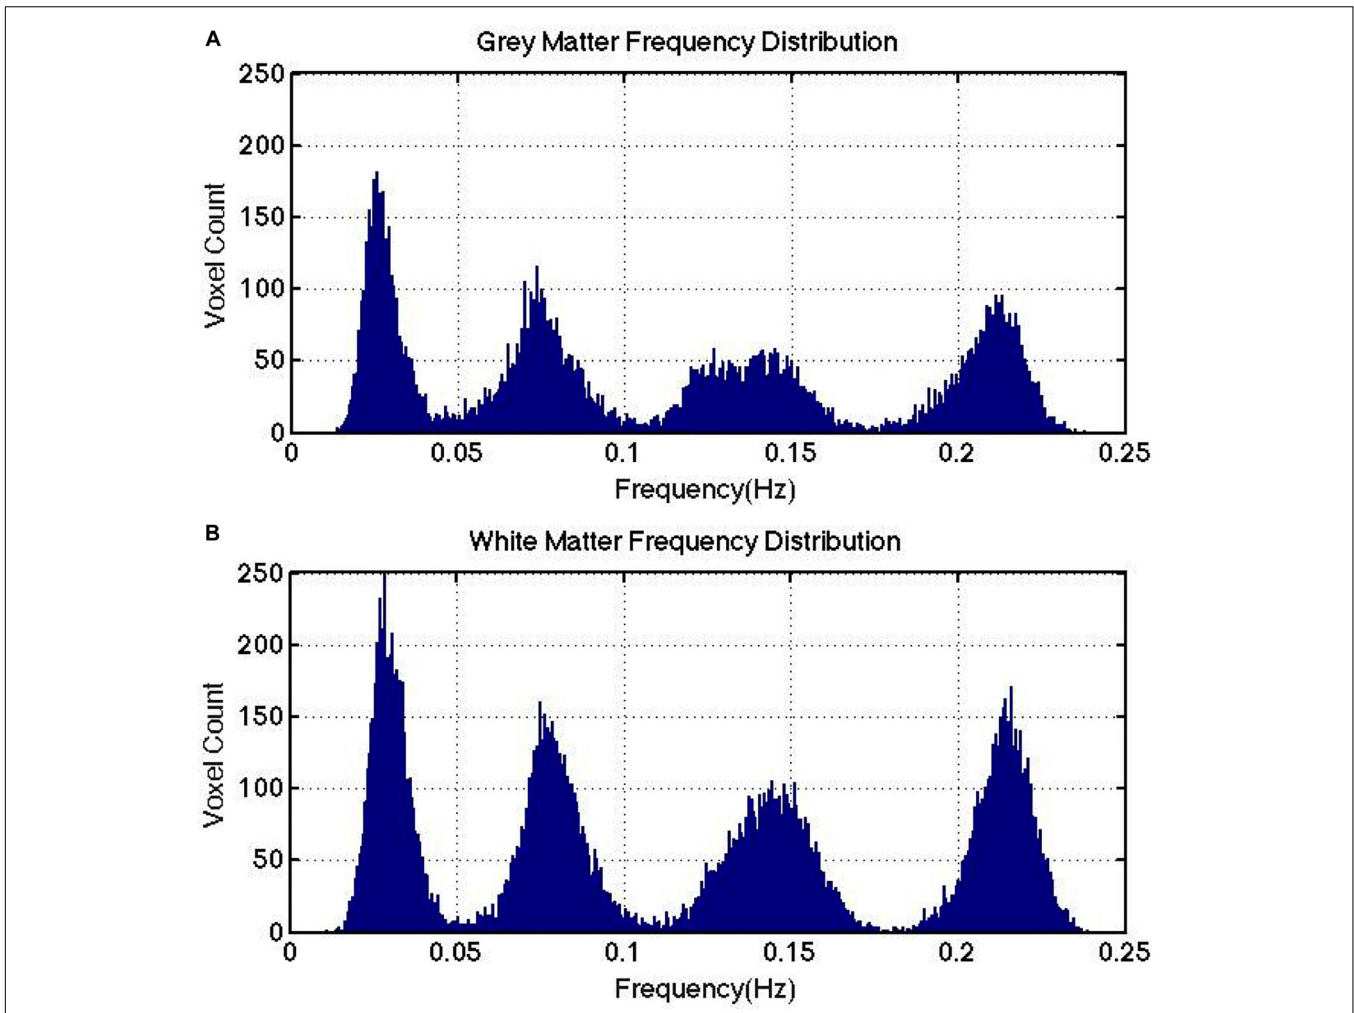 A
Grey Matter Frequency Distribution
250
200
150
100
50
0
Voxel Count
0 0.05 0.1 0.15 0.2 0.25
Frequency(Hz)
B
White Matter Frequency Distribution
250
200
150
100
50
0
Voxel Count
0 0.05 0.1 0.15 0.2 0.25
Frequency(Hz)